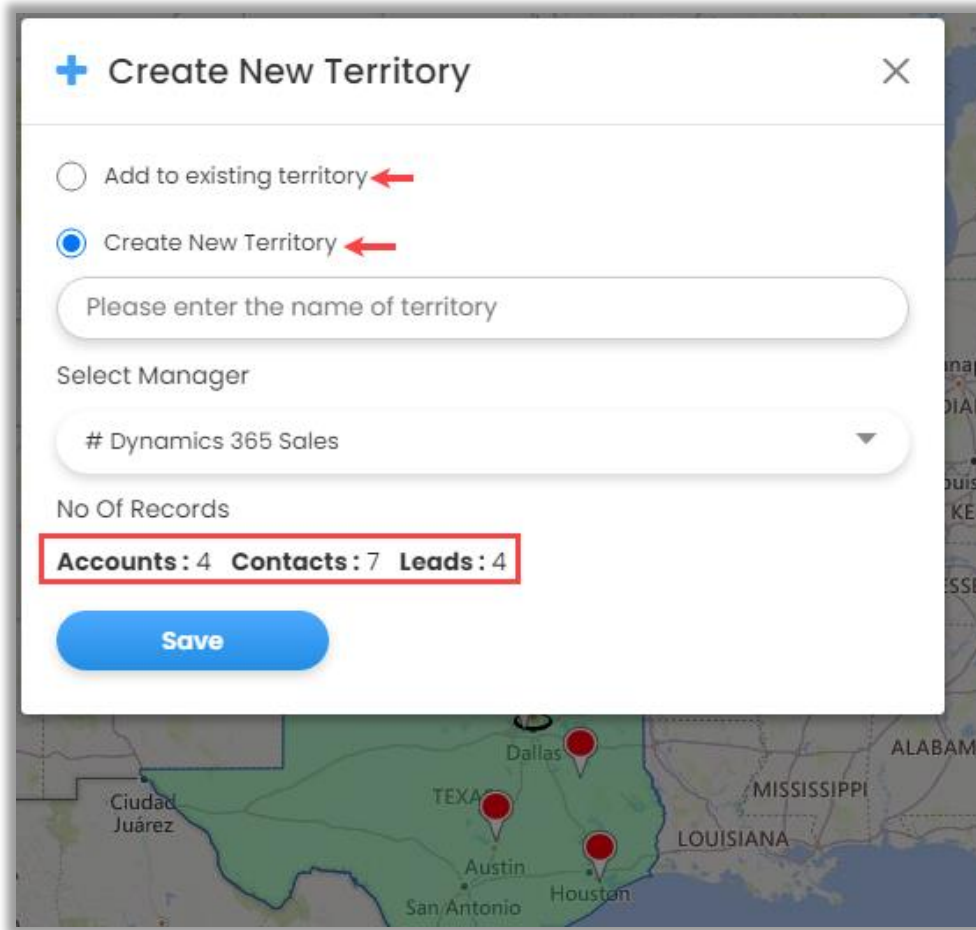 Create New Territory
Add to existing territory
Create New Territory
Please enter the name of territory
Select Manager
# Dynamics 365 Sales
No Of Records
Accounts : 4 Contacts : 7 Leads : 4
Save
Dallas
ALABAM
Ciudad
Juárez
TEXAS
MISSISSIPPI
LOUISIANA
Austin
Houston
San Antonio